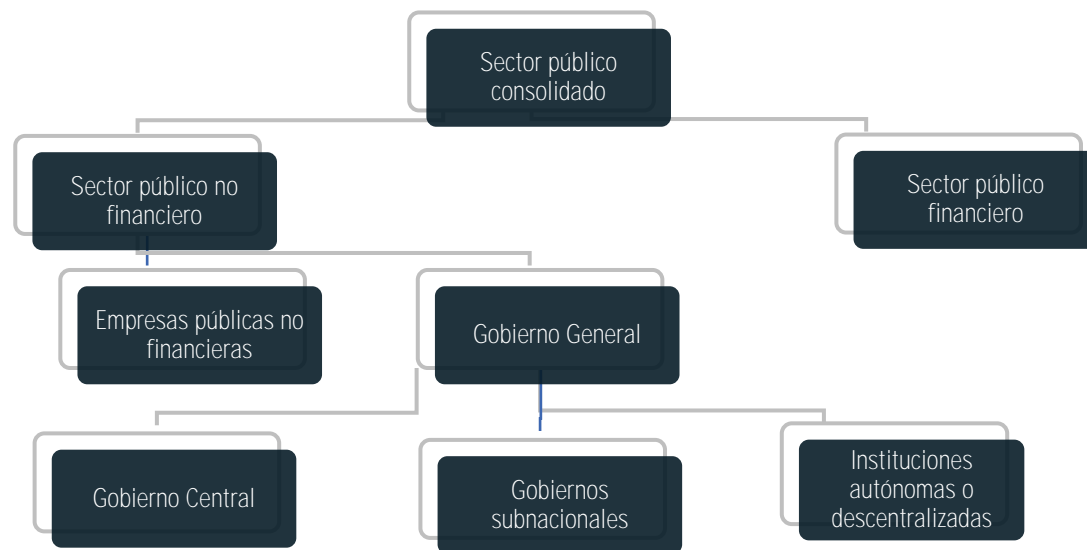 Sector público
consolidado
Sector público no
financiero
Sector público
financiero
Empresas públicas no
financieras
Gobierno General
Gobierno Central
Gobiernos
subnacionales
Instituciones
autónomas o
descentralizadas